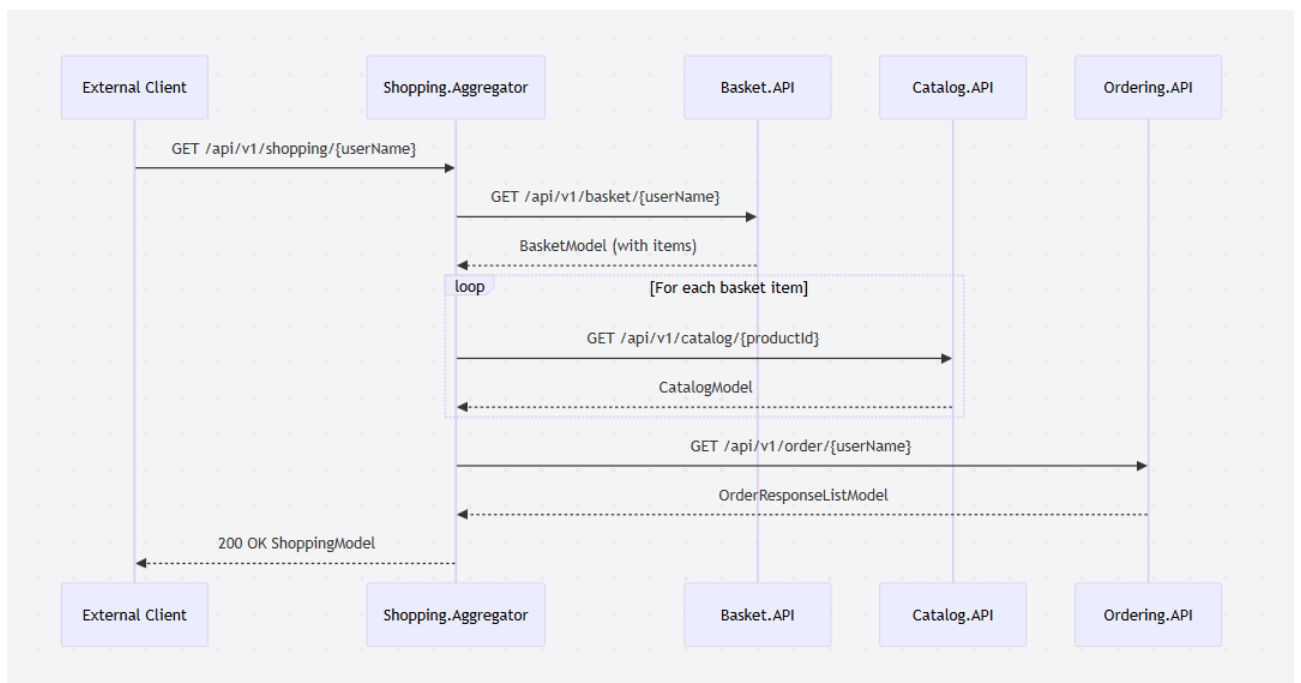 External Client
Shopping.Aggregator
Basket.API
Catalog.API
Ordering.API
GET /api/v1/shopping/{userName}
GET /api/v1/basket/{userName}
BasketModel (with items)
loop
[For each basket item]
GET /api/v1/catalog/{productId}
CatalogModel
GET /api/v1/order/{userName}
OrderResponseListModel
200 OK ShoppingModel
External Client
Shopping.Aggregator
Basket.API
Catalog.API
Ordering.API